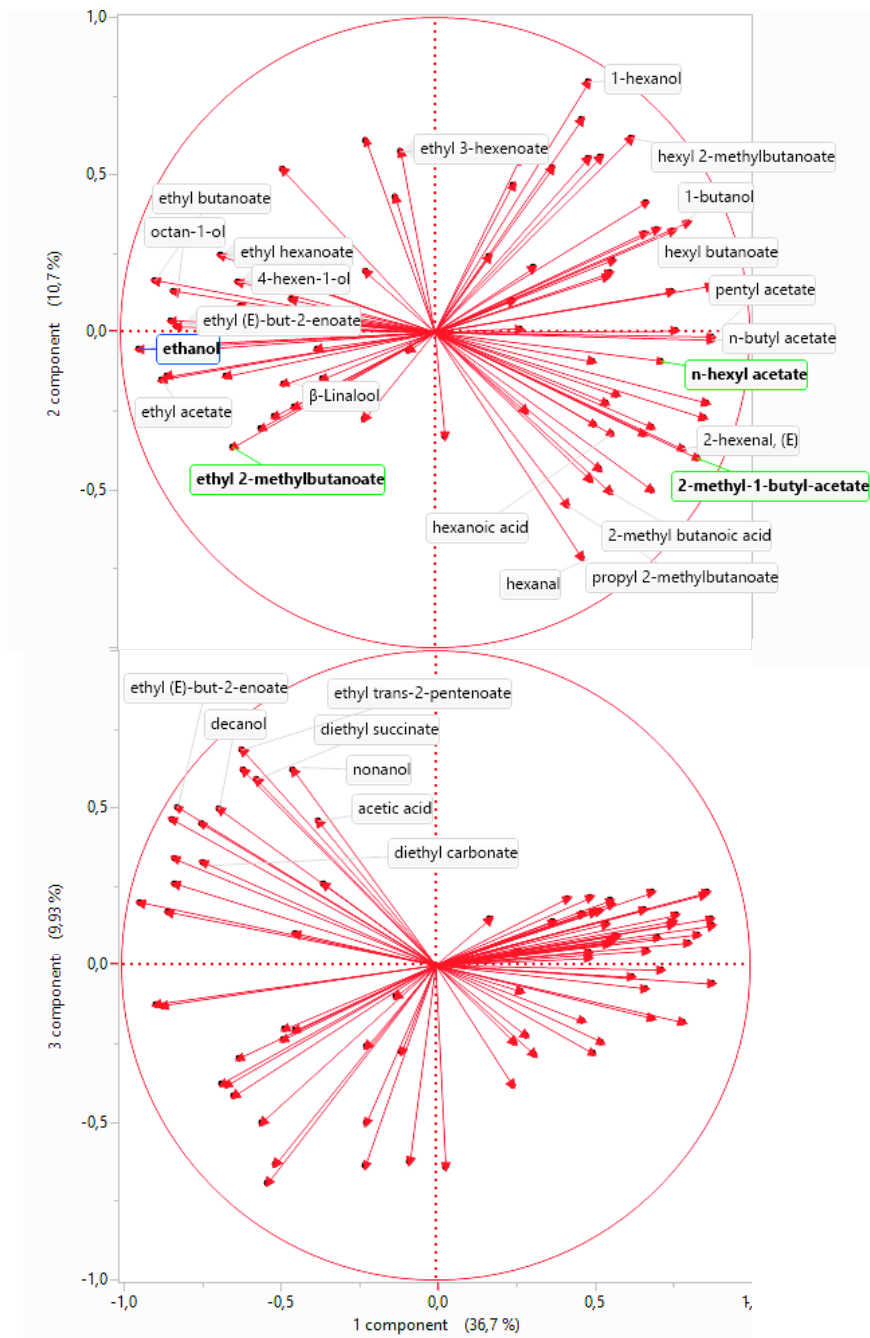 1,0
1-hexanol
ethyl 3-hexenoate
hexyl 2-methylbutanoate
0,5
ethyl butanoate
1-butanol
octan-1-ol
ethyl hexanoate
hexyl butanoate
4-hexen-1-ol
pentyl acetate
ethyl (E)-but-2-enoate
0,0
n-butyl acetate
ethanol
n-hexyl acetate
β-Linalool
ethyl acetate
2-hexenal, (E)
ethyl 2-methylbutanoate
2-methyl-1-butyl-acetate
-0,5
hexanoic acid
2-methyl butanoic acid
hexanal
propyl 2-methylbutanoate
2 component (10,7 %)
ethyl (E)-but-2-enoate
ethyl trans-2-pentenoate
decanol
diethyl succinate
nonanol
0,5
acetic acid
diethyl carbonate
0,0
-0,5
-1,0
3 component (9,93 %)
-1,0 -0,5 0,0 0,5 1,
1 component (36,7 %)